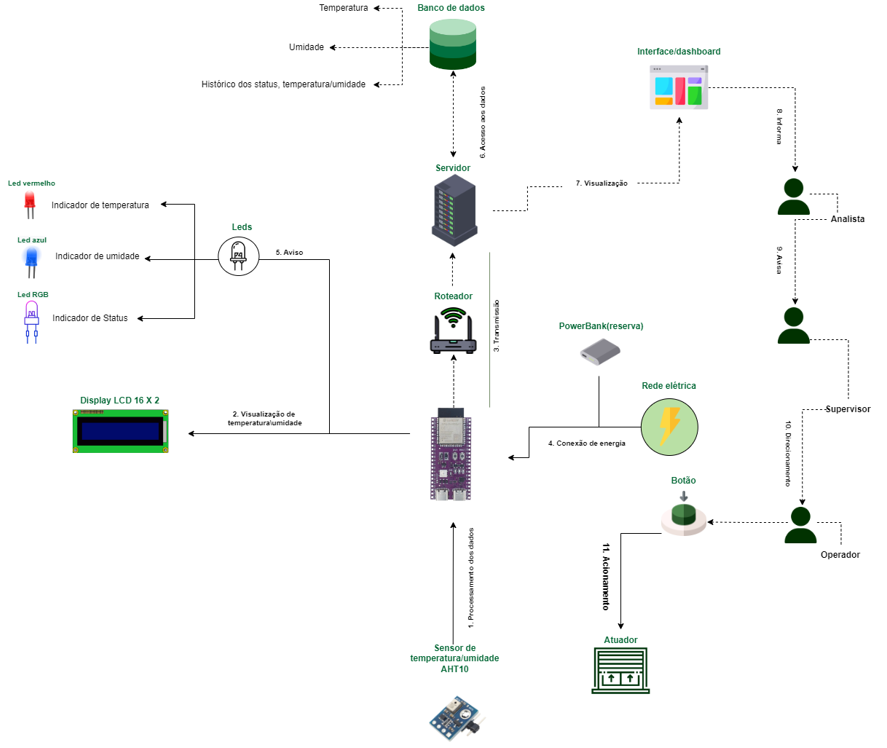 Temperatura
Banco de dados
Umidade
Histórico dos status, temperatura/umidade
6. Acesso aos dados
Interface/dashboard
8. Informa
Servidor
7. Visualização
Analista
Led vermelho
Indicador de temperatura
Leds
Led azul
Indicador de umidade
5. Aviso
9. Avisa
Led RGB
Indicador de Status
Roteador
3. Transmissão
PowerBank(reserva)
Rede elétrica
Display LCD 16 X 2
2. Visualização de
temperatura\umidade
4. Conexão de energia
Supervisor
10. Direcionamento
Botão
Operador
11. Acionamento
1. Processamento dos dados
Sensor de
temperatura/umidade
AHT10
Atuador